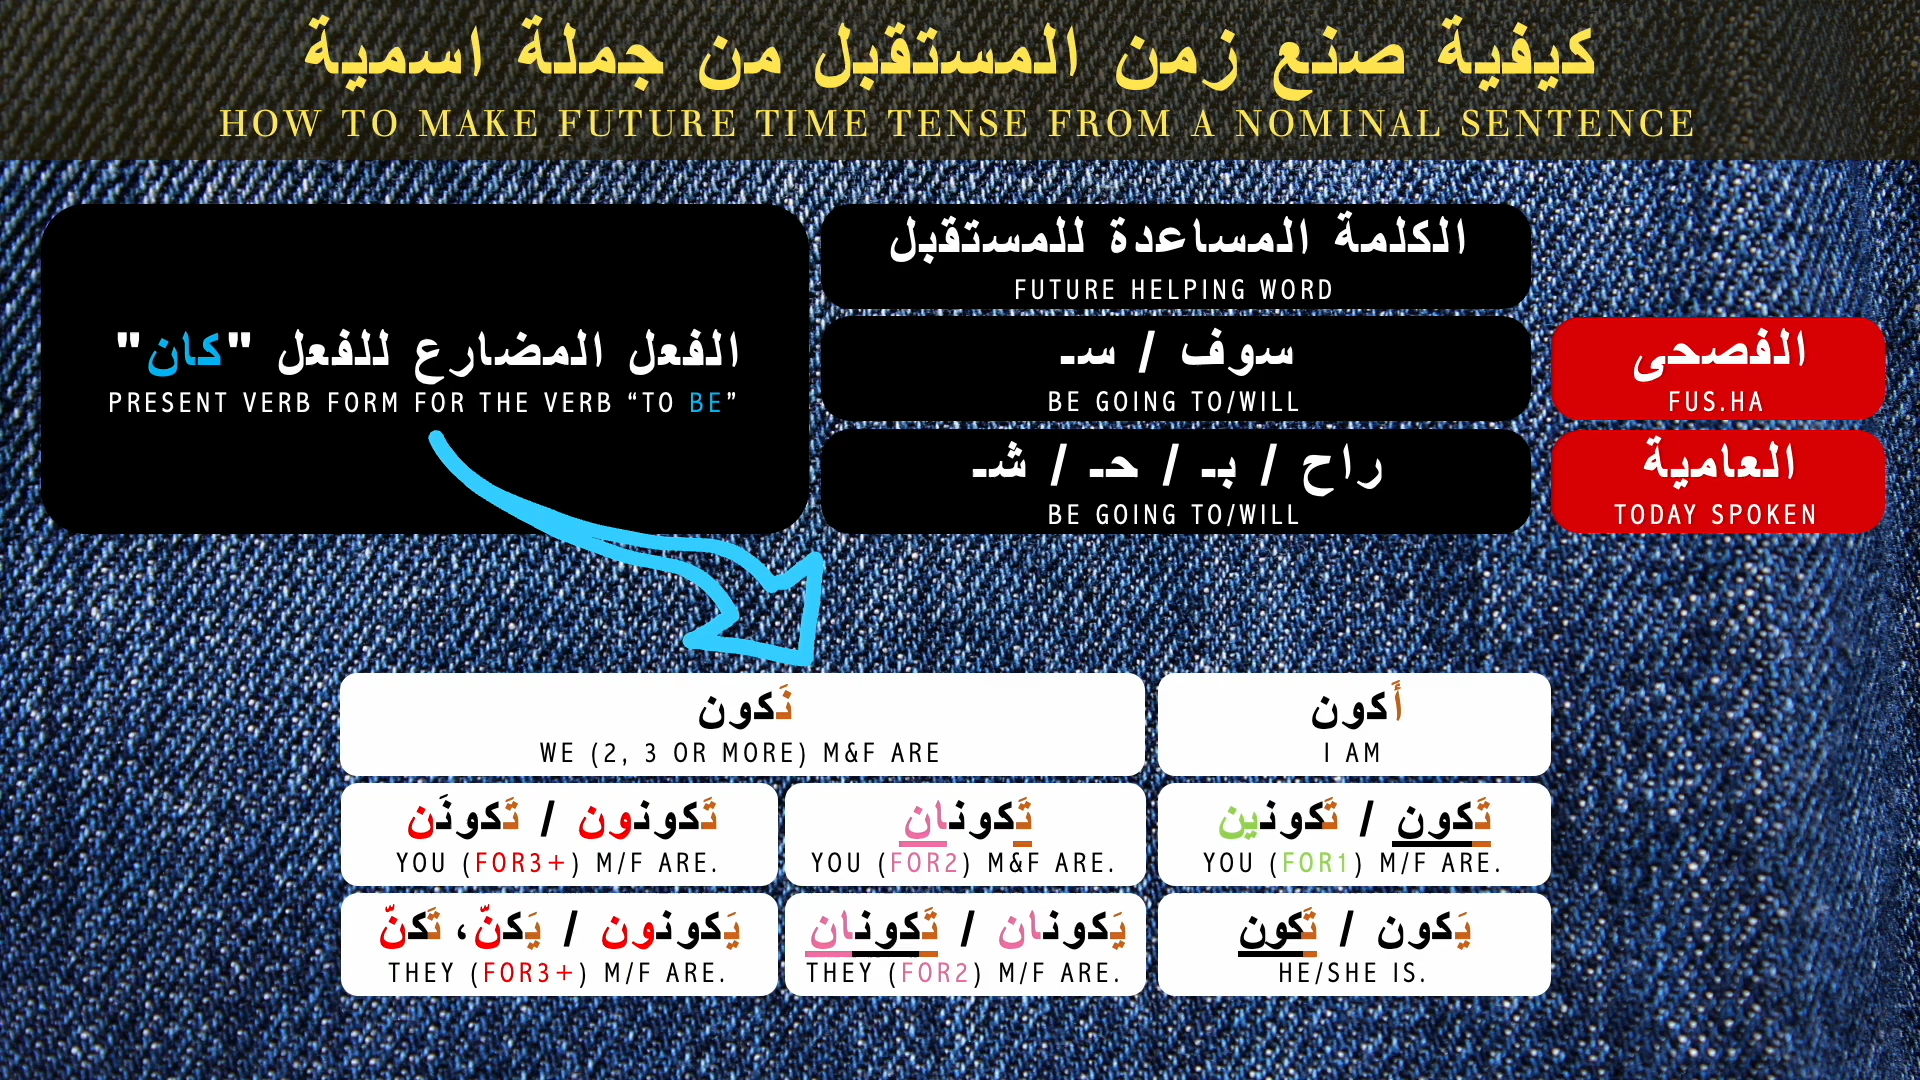 كيفية صنع زمن المستقبل من جملة اسمية
HOW TO MAKE FUTURE TIME TENSE FROM A NOMINAL SENTENCE
الكلمة المساعدة للمستقبل
FUTURE HELPING WORD
الفصحى
FUS.HA
سوف / سـ
BE GOING TO/WILL
العامية
TODAY SPOKEN
راح / بـ / حـ / شـ
BE GOING TO/WILL
الفعل المضارع للفعل "كان"
PRESENT VERB FORM FOR THE VERB “TO BE”
أَكون
I AM
نَكون
WE (2, 3 OR MORE) M&F ARE
تَكون / تَكونين
YOU (FOR1) M/F ARE.
تَكونان
YOU (FOR2) M&F ARE.
تَكونون / تَكونَن
YOU (FOR3+) M/F ARE.
يَكون / تَكون
HE/SHE IS.
يَكونان / تَكونان
THEY (FOR2) M/F ARE.
يَكونون / يَكنّ، تَكنّ
THEY (FOR3+) M/F ARE.